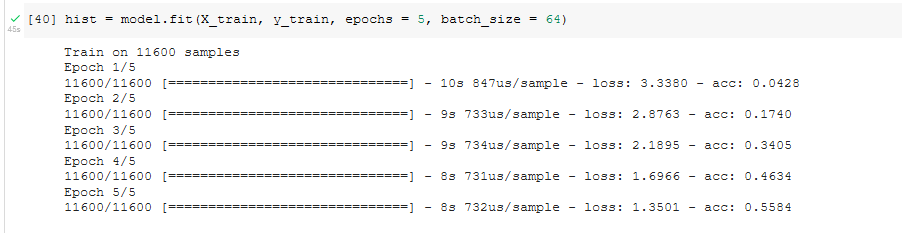 [40] hist = model.fit(X_train, y_train, epochs = 5, batch_size = 64)
45s
Train on 11600 samples
Epoch 1/5
11600/11600 [==============================] - 10s 847us/sample - loss: 3.3380 - acc: 0.0428
Epoch 2/5
11600/11600 [==============================] - 9s 733us/sample - loss: 2.8763 - acc: 0.1740
Epoch 3/5
11600/11600 [==============================] - 9s 734us/sample - loss: 2.1895 - acc: 0.3405
Epoch 4/5
11600/11600 [==============================] - 8s 731us/sample - loss: 1.6966 - acc: 0.4634
Epoch 5/5
11600/11600 [==============================] - 8s 732us/sample - loss: 1.3501 - acc: 0.5584